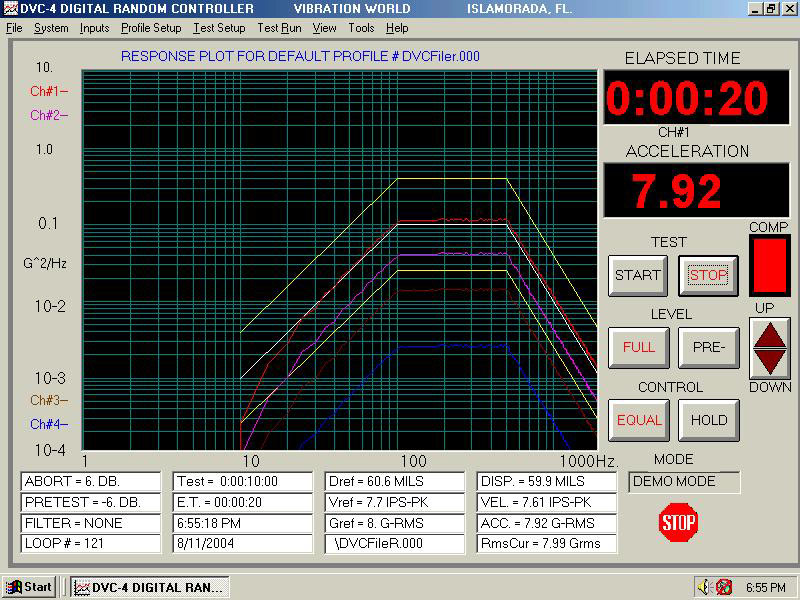 DVC-4 DIGITAL RANDOM CONTROLLER VIBRATION WORLD ISLAMORADA, FL.
File System Inputs Profile Setup Test Setup Test Run View Tools Help
RESPONSE PLOT FOR DEFAULT PROFILE # DVCFiler.000
10.
Ch#1-
Ch#2-
1.0
0.1
G^2/Hz
10-2
10-3
Ch#3-
Ch#4-
10-4
1 10 100 1000Hz.
ELAPSED TIME
0:00:20
CH#1
ACCELERATION
7.92
TEST
COMP
START STOP
LEVEL
UP
FULL PRE-
DOWN
CONTROL
EQUAL HOLD
MODE
DEMO MODE
STOP
ABORT = 6. DB. Test = 0:00:10:00 Dref = 60.6 MILS DISP. = 59.9 MILS
PRETEST = -6. DB. E.T. = 00:00:20 Vref = 7.7 IPS-PK VEL. = 7.61 IPS-PK
FILTER = NONE 6:55:18 PM Gref = 8. G-RMS ACC. = 7.92 G-RMS
LOOP # = 121 8/11/2004 \DVCFileR.000 RmsCur = 7.99 Grms
Start DVC-4 DIGITAL RAN... 6:55 PM